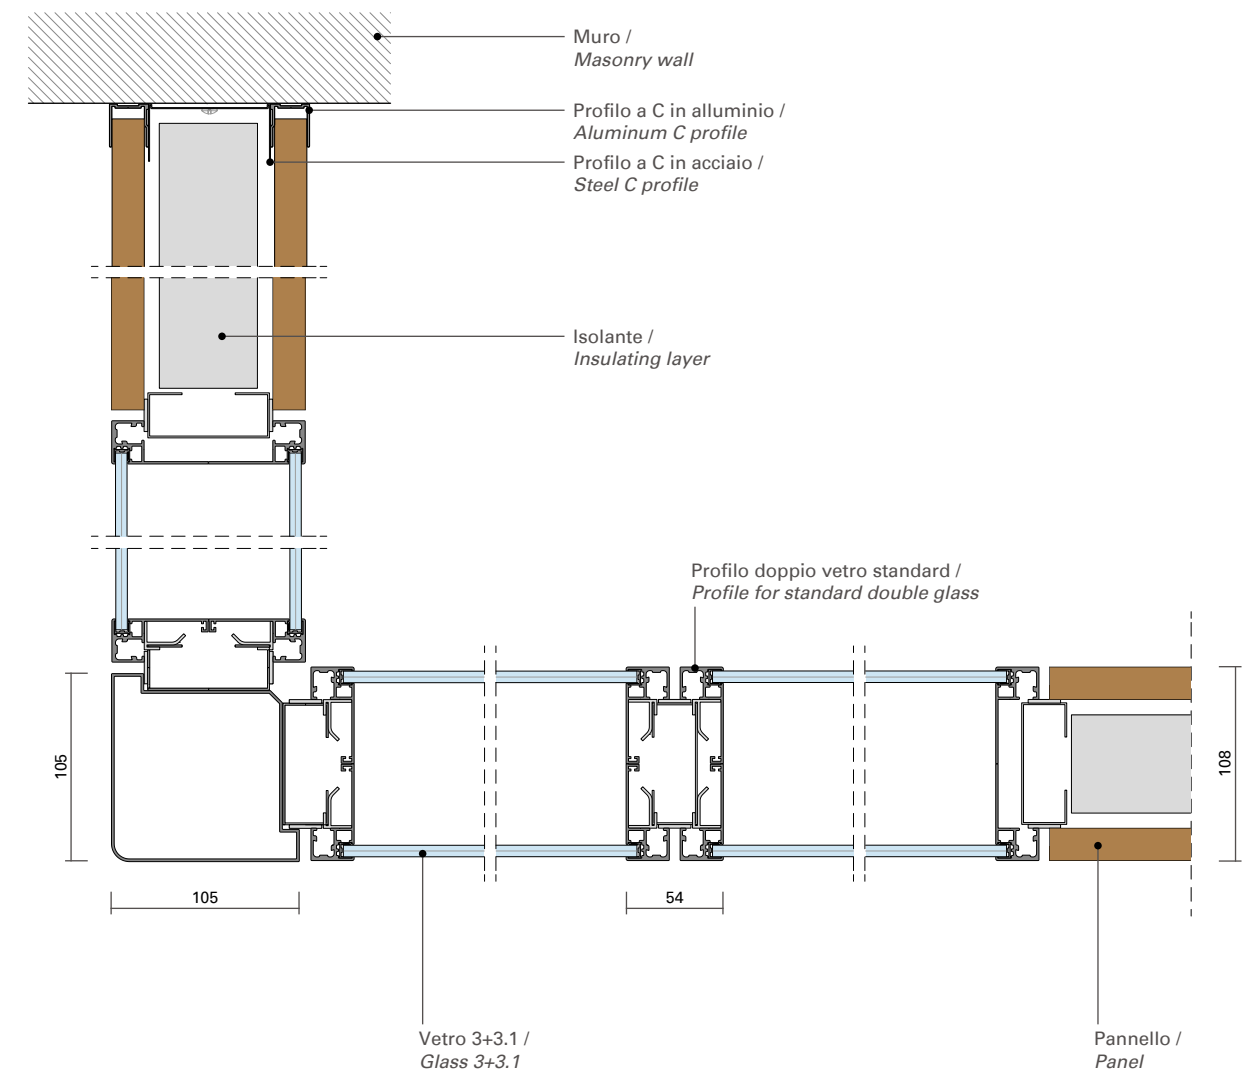 Muro /
Masonry wall
Profilo a C in alluminio /
Aluminum C profile
Profilo a C in acciaio /
Steel C profile
Isolante /
Insulating layer
Profilo doppio vetro standard /
Profile for standard double glass
105
108
105
54
Vetro 3+3.1 /
Glass 3+3.1
Pannello /
Panel